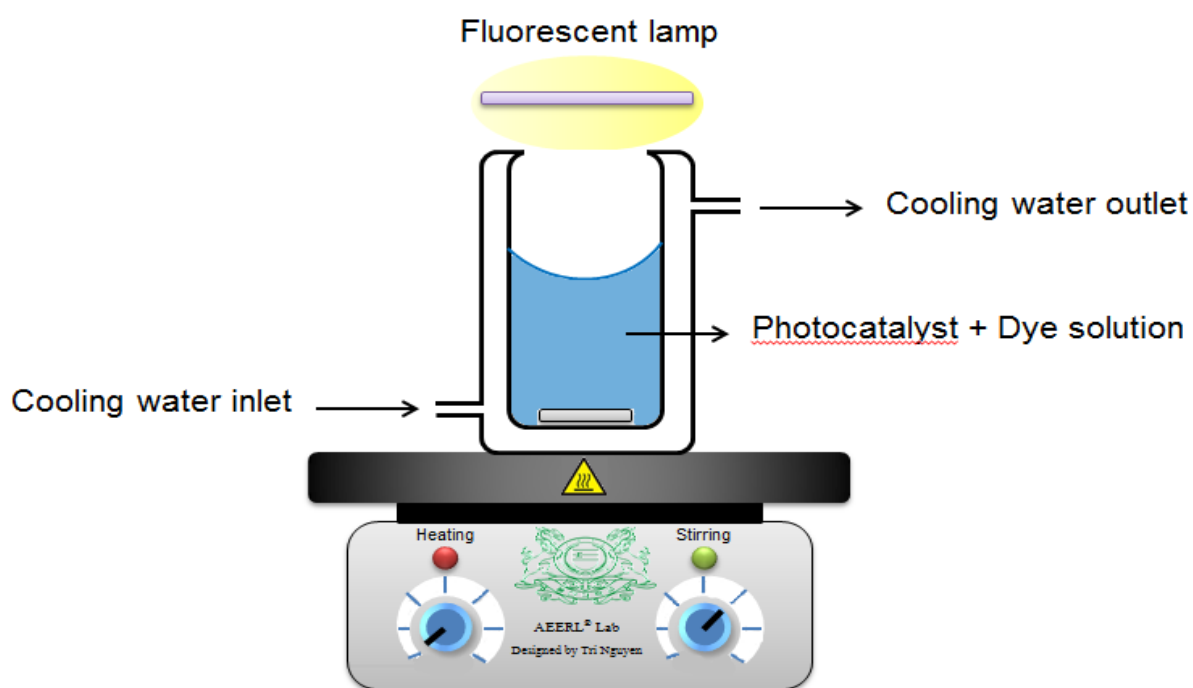 Fluorescent lamp
Cooling water outlet
Photocatalyst + Dye solution
Cooling water inlet
Heating
Stirring
AEERL® Lab
Designed by Tri Nguyen